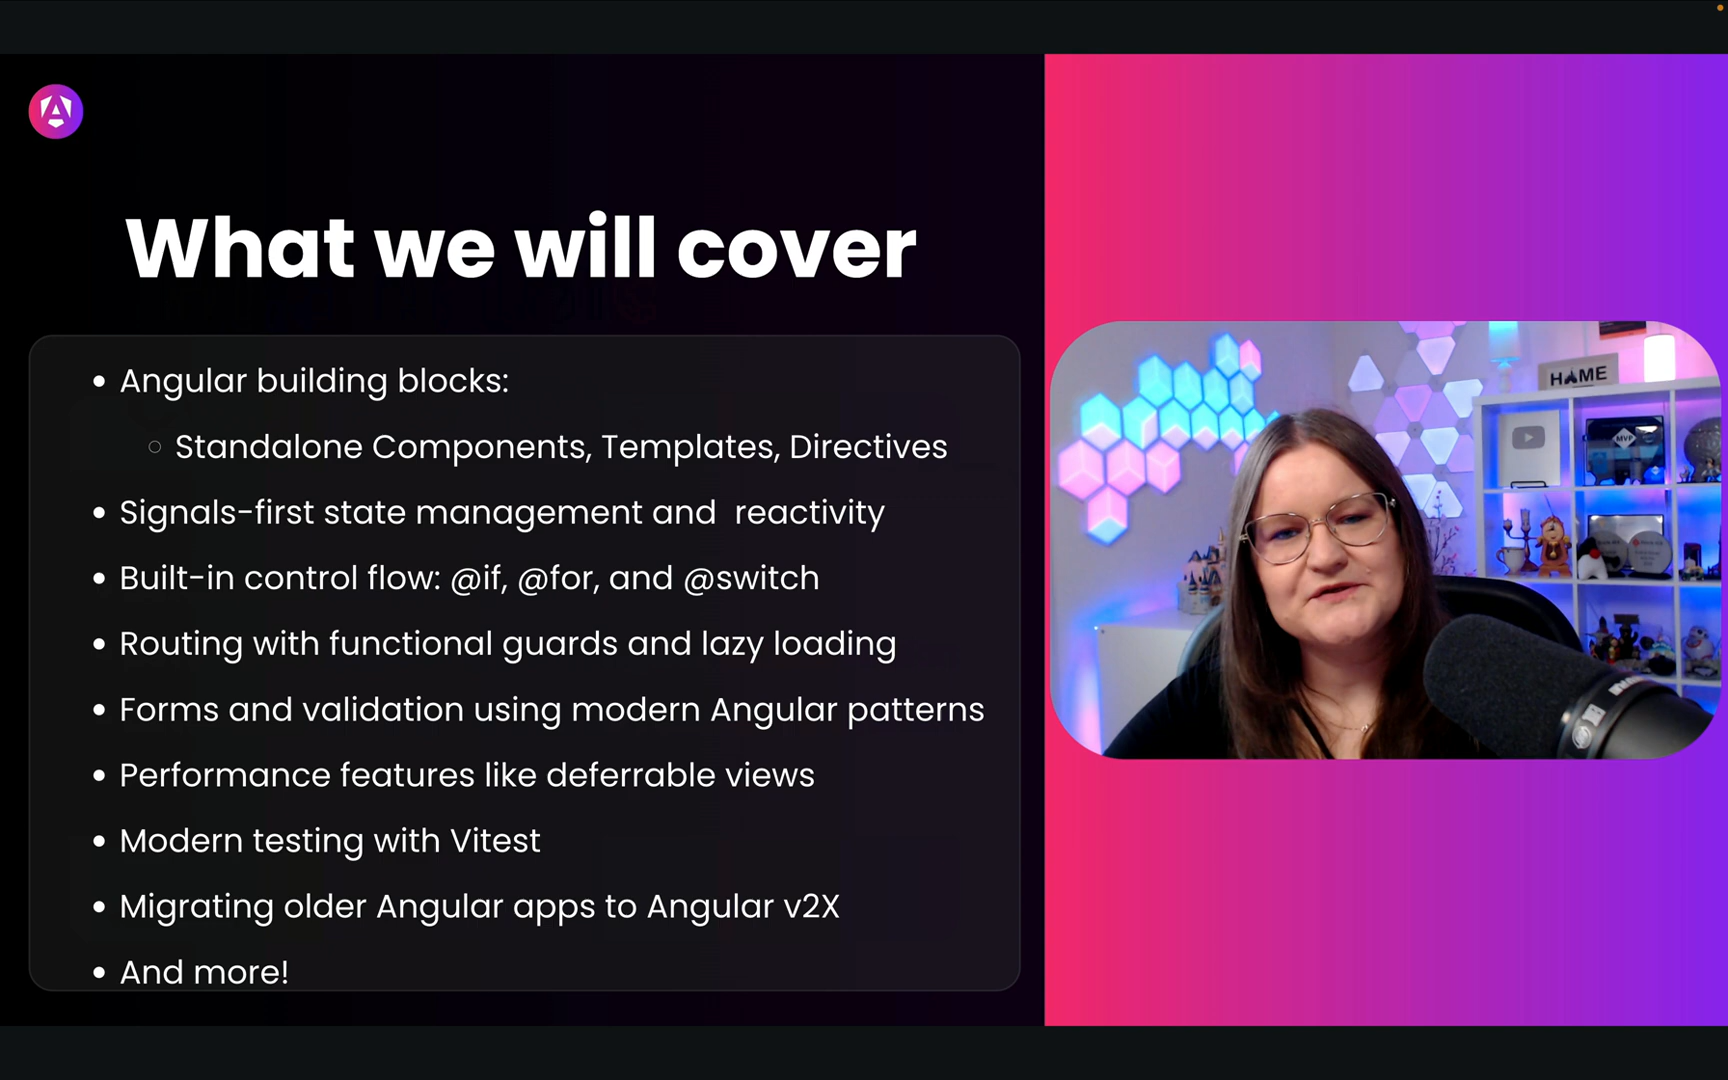 What we will cover
• Angular building blocks:
○ Standalone Components, Templates, Directives
• Signals-first state management and  reactivity
• Built-in control flow: @if, @for, and @switch
• Routing with functional guards and lazy loading
• Forms and validation using modern Angular patterns
• Performance features like deferrable views
• Modern testing with Vitest
• Migrating older Angular apps to Angular v2X
• And more!
HOME
MVP